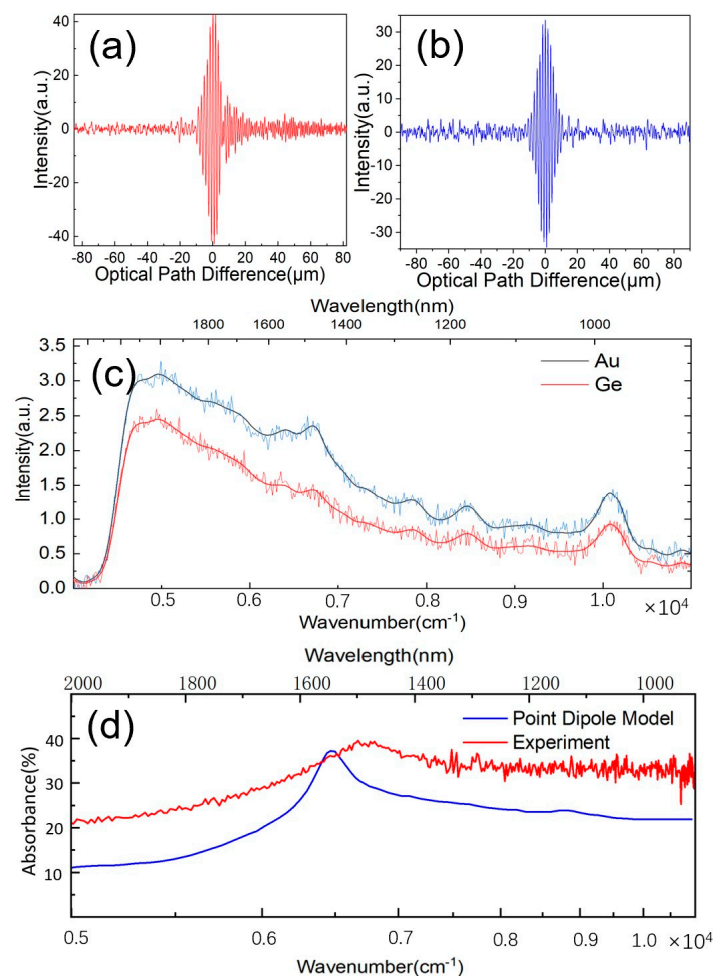 (a)
Intensity(a.u.)
40
20
0
-20
-40
-80 -60 -40 -20 0 20 40 60 80
Optical Path Difference(μm)
(b)
Intensity(a.u.)
30
20
10
0
-10
-20
-30
-80 -60 -40 -20 0 20 40 60 80
Optical Path Difference(μm)
Wavelength(nm)
1800 1600 1400 1200 1000
(c)
Au
Ge
Intensity(a.u.)
3.5
3.0
2.5
2.0
1.5
1.0
0.5
0.0
0.5 0.6 0.7 0.8 0.9 1.0 ×10⁴
Wavenumber(cm⁻¹)
Wavelength(nm)
2000 1800 1600 1400 1200 1000
(d)
Point Dipole Model
Experiment
Absorbance(%)
40
30
20
10
0.5 0.6 0.7 0.8 0.9 1.0 ×10⁴
Wavenumber(cm⁻¹)